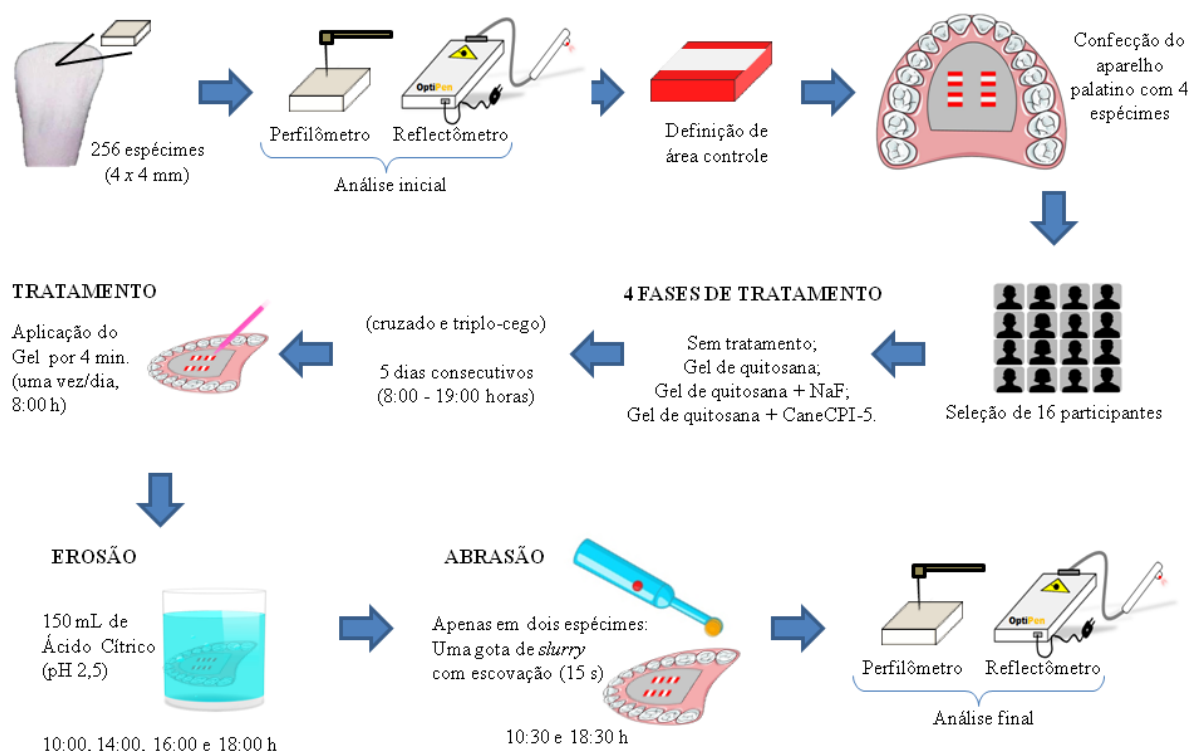 256 espécimes
(4 x 4 mm)
OptiPen
Perfilômetro
Reflectômetro
Análise inicial
Definição de
área controle
Confecção do
aparelho
palatino com 4
espécimes
Seleção de 16 participantes
4 FASES DE TRATAMENTO
Sem tratamento;
Gel de quitosana;
Gel de quitosana + NaF;
Gel de quitosana + CaneCPI-5.
(cruzado e triplo-cego)
5 dias consecutivos
(8:00 - 19:00 horas)
TRATAMENTO
Aplicação do
Gel por 4 min.
(uma vez/dia,
8:00 h)
EROSÃO
150 mL de
Ácido Cítrico
(pH 2,5)
10:00, 14:00, 16:00 e 18:00 h
ABRASÃO
Apenas em dois espécimes:
Uma gota de slurry
com escovação (15 s)
10:30 e 18:30 h
OptiPen
Perfilômetro
Reflectômetro
Análise final